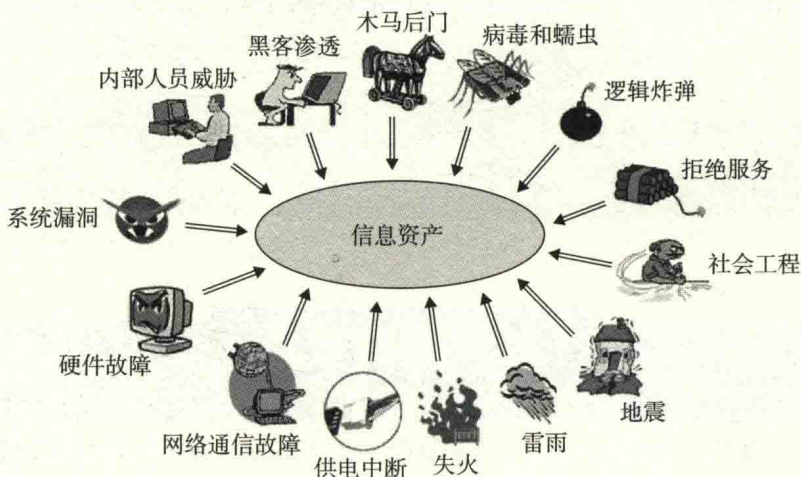 木马后门
病毒和蠕虫
黑客渗透
内部人员威胁
逻辑炸弹
拒绝服务
系统漏洞
信息资产
社会工程
硬件故障
地震
网络通信故障
雷雨
供电中断
失火